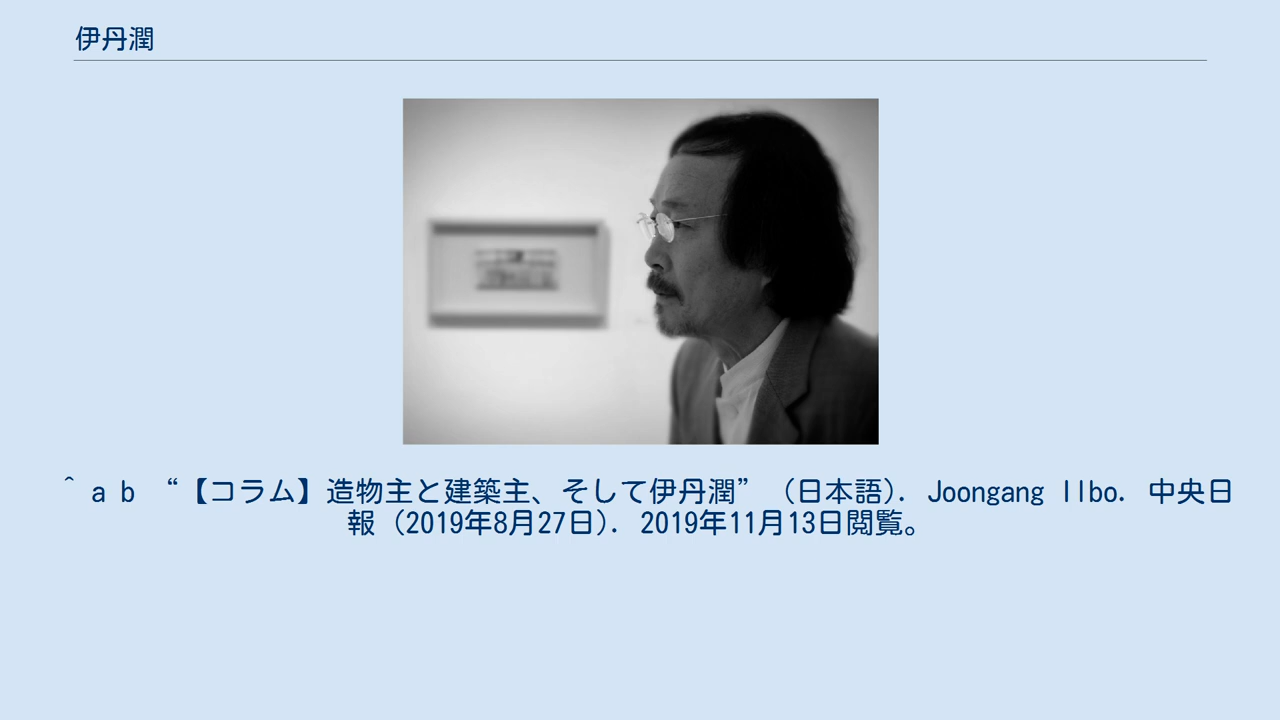 伊丹潤
^ a b “【コラム】造物主と建築主、そして伊丹潤” (日本語). Joongang Ilbo. 中央日
報 (2019年8月27日). 2019年11月13日閲覧。